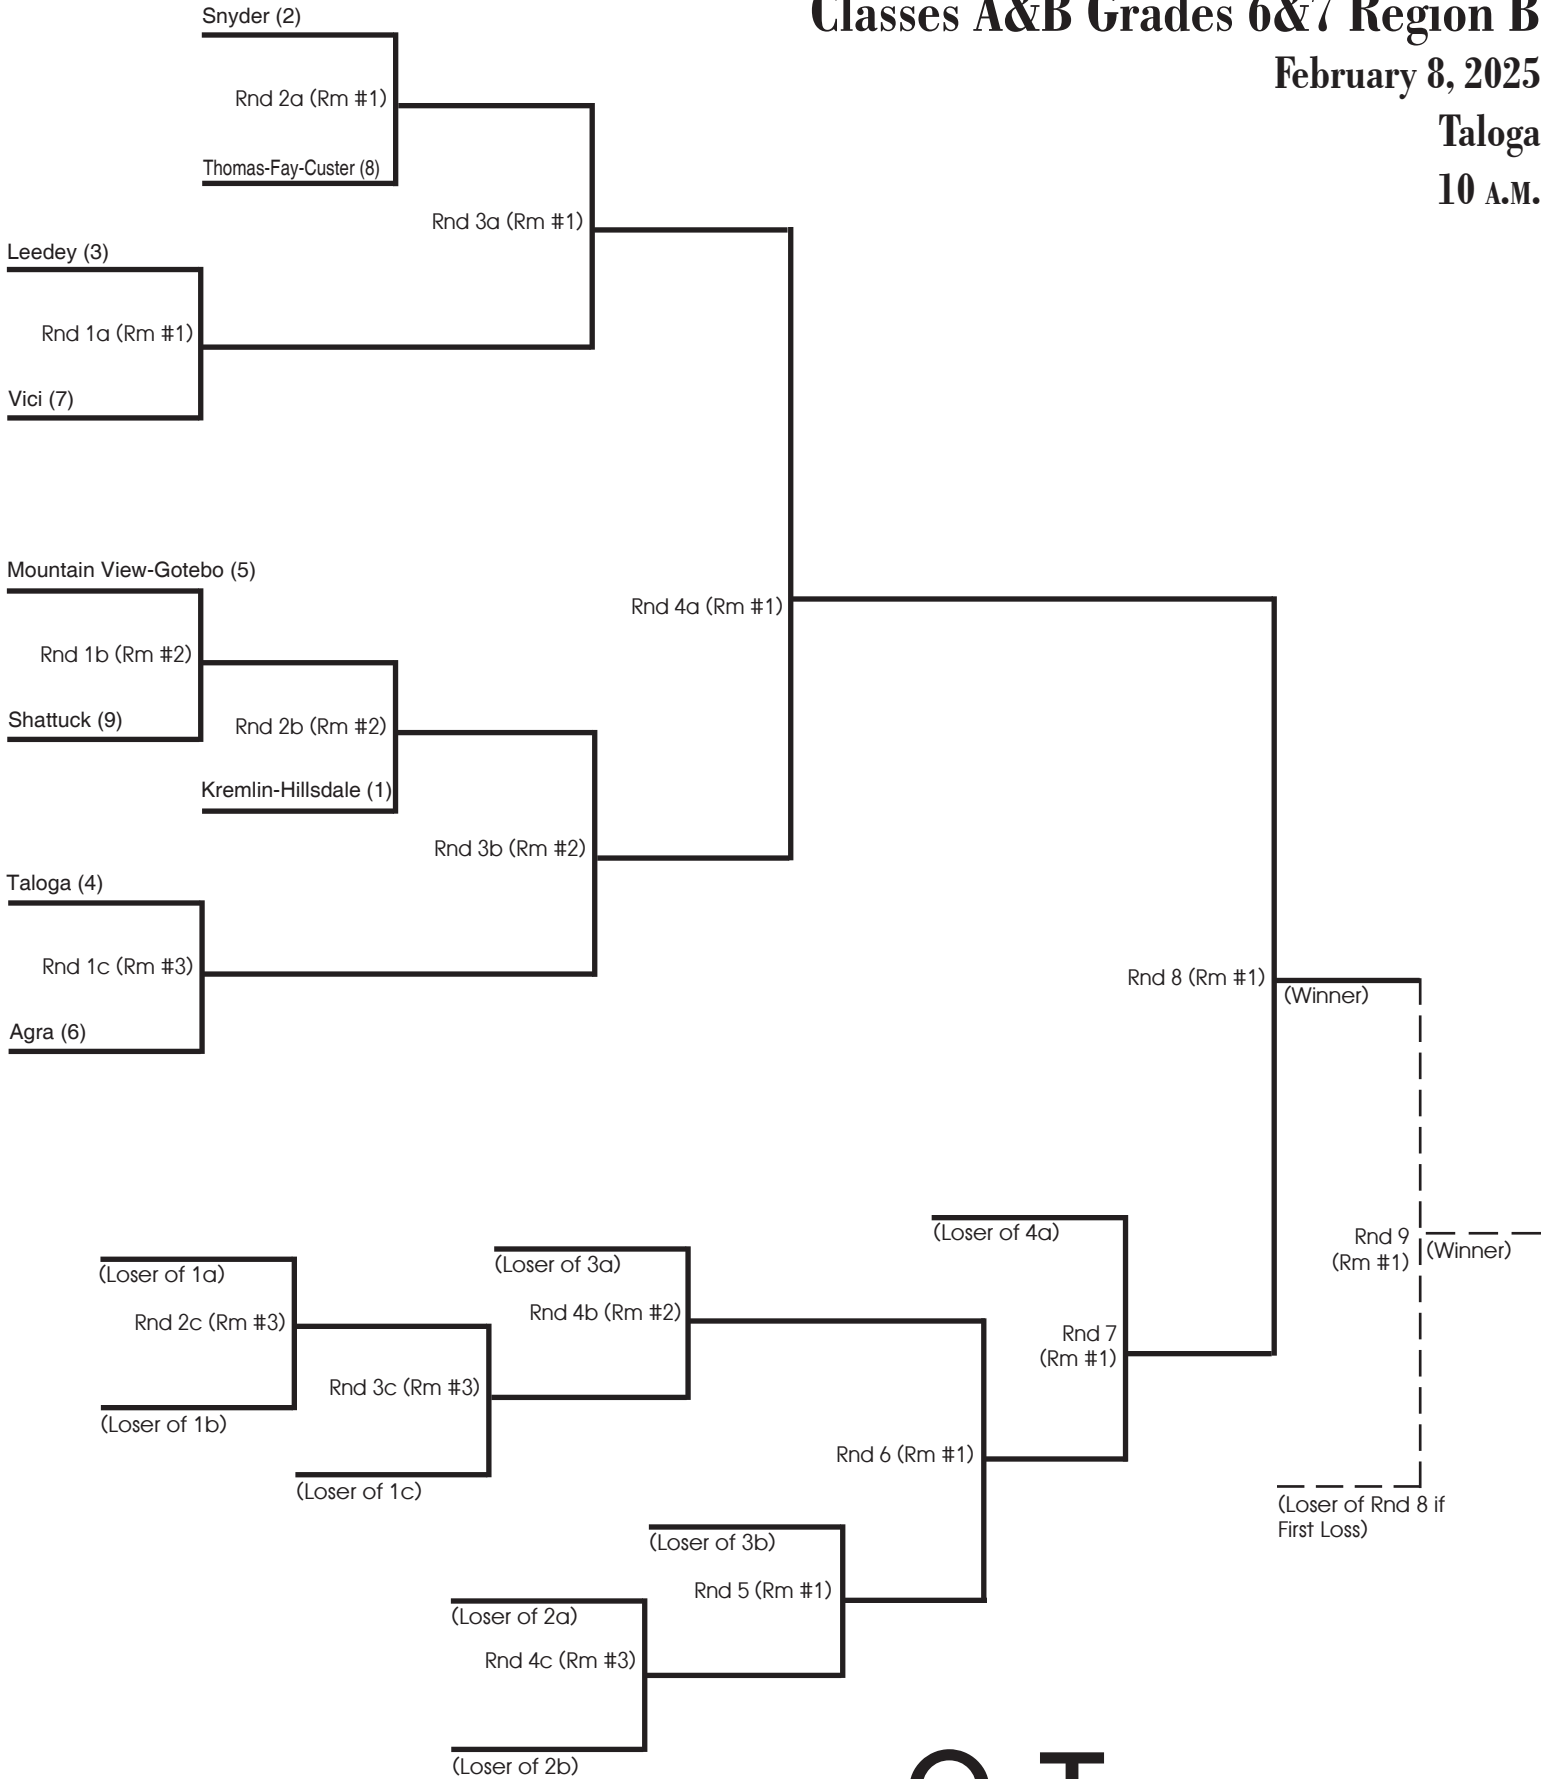 Classes A&B Grades 6&7 Region B
February 8, 2025
Taloga
10 A.M.
Snyder (2)
Rnd 2a (Rm #1)
Thomas-Fay-Custer (8)
Rnd 3a (Rm #1)
Leedey (3)
Rnd 1a (Rm #1)
Vici (7)
Mountain View-Gotebo (5)
Rnd 4a (Rm #1)
Rnd 1b (Rm #2)
Shattuck (9)
Rnd 2b (Rm #2)
Kremlin-Hillsdale (1)
Rnd 3b (Rm #2)
Taloga (4)
Rnd 1c (Rm #3)
Agra (6)
Rnd 8 (Rm #1)
(Winner)
(Loser of 4a)
Rnd 9
(Rm #1)
(Winner)
(Loser of 1a)
(Loser of 3a)
Rnd 2c (Rm #3)
Rnd 4b (Rm #2)
Rnd 7
(Rm #1)
Rnd 3c (Rm #3)
(Loser of 1b)
Rnd 6 (Rm #1)
(Loser of 1c)
(Loser of Rnd 8 if
First Loss)
(Loser of 3b)
Rnd 5 (Rm #1)
(Loser of 2a)
Rnd 4c (Rm #3)
(Loser of 2b)